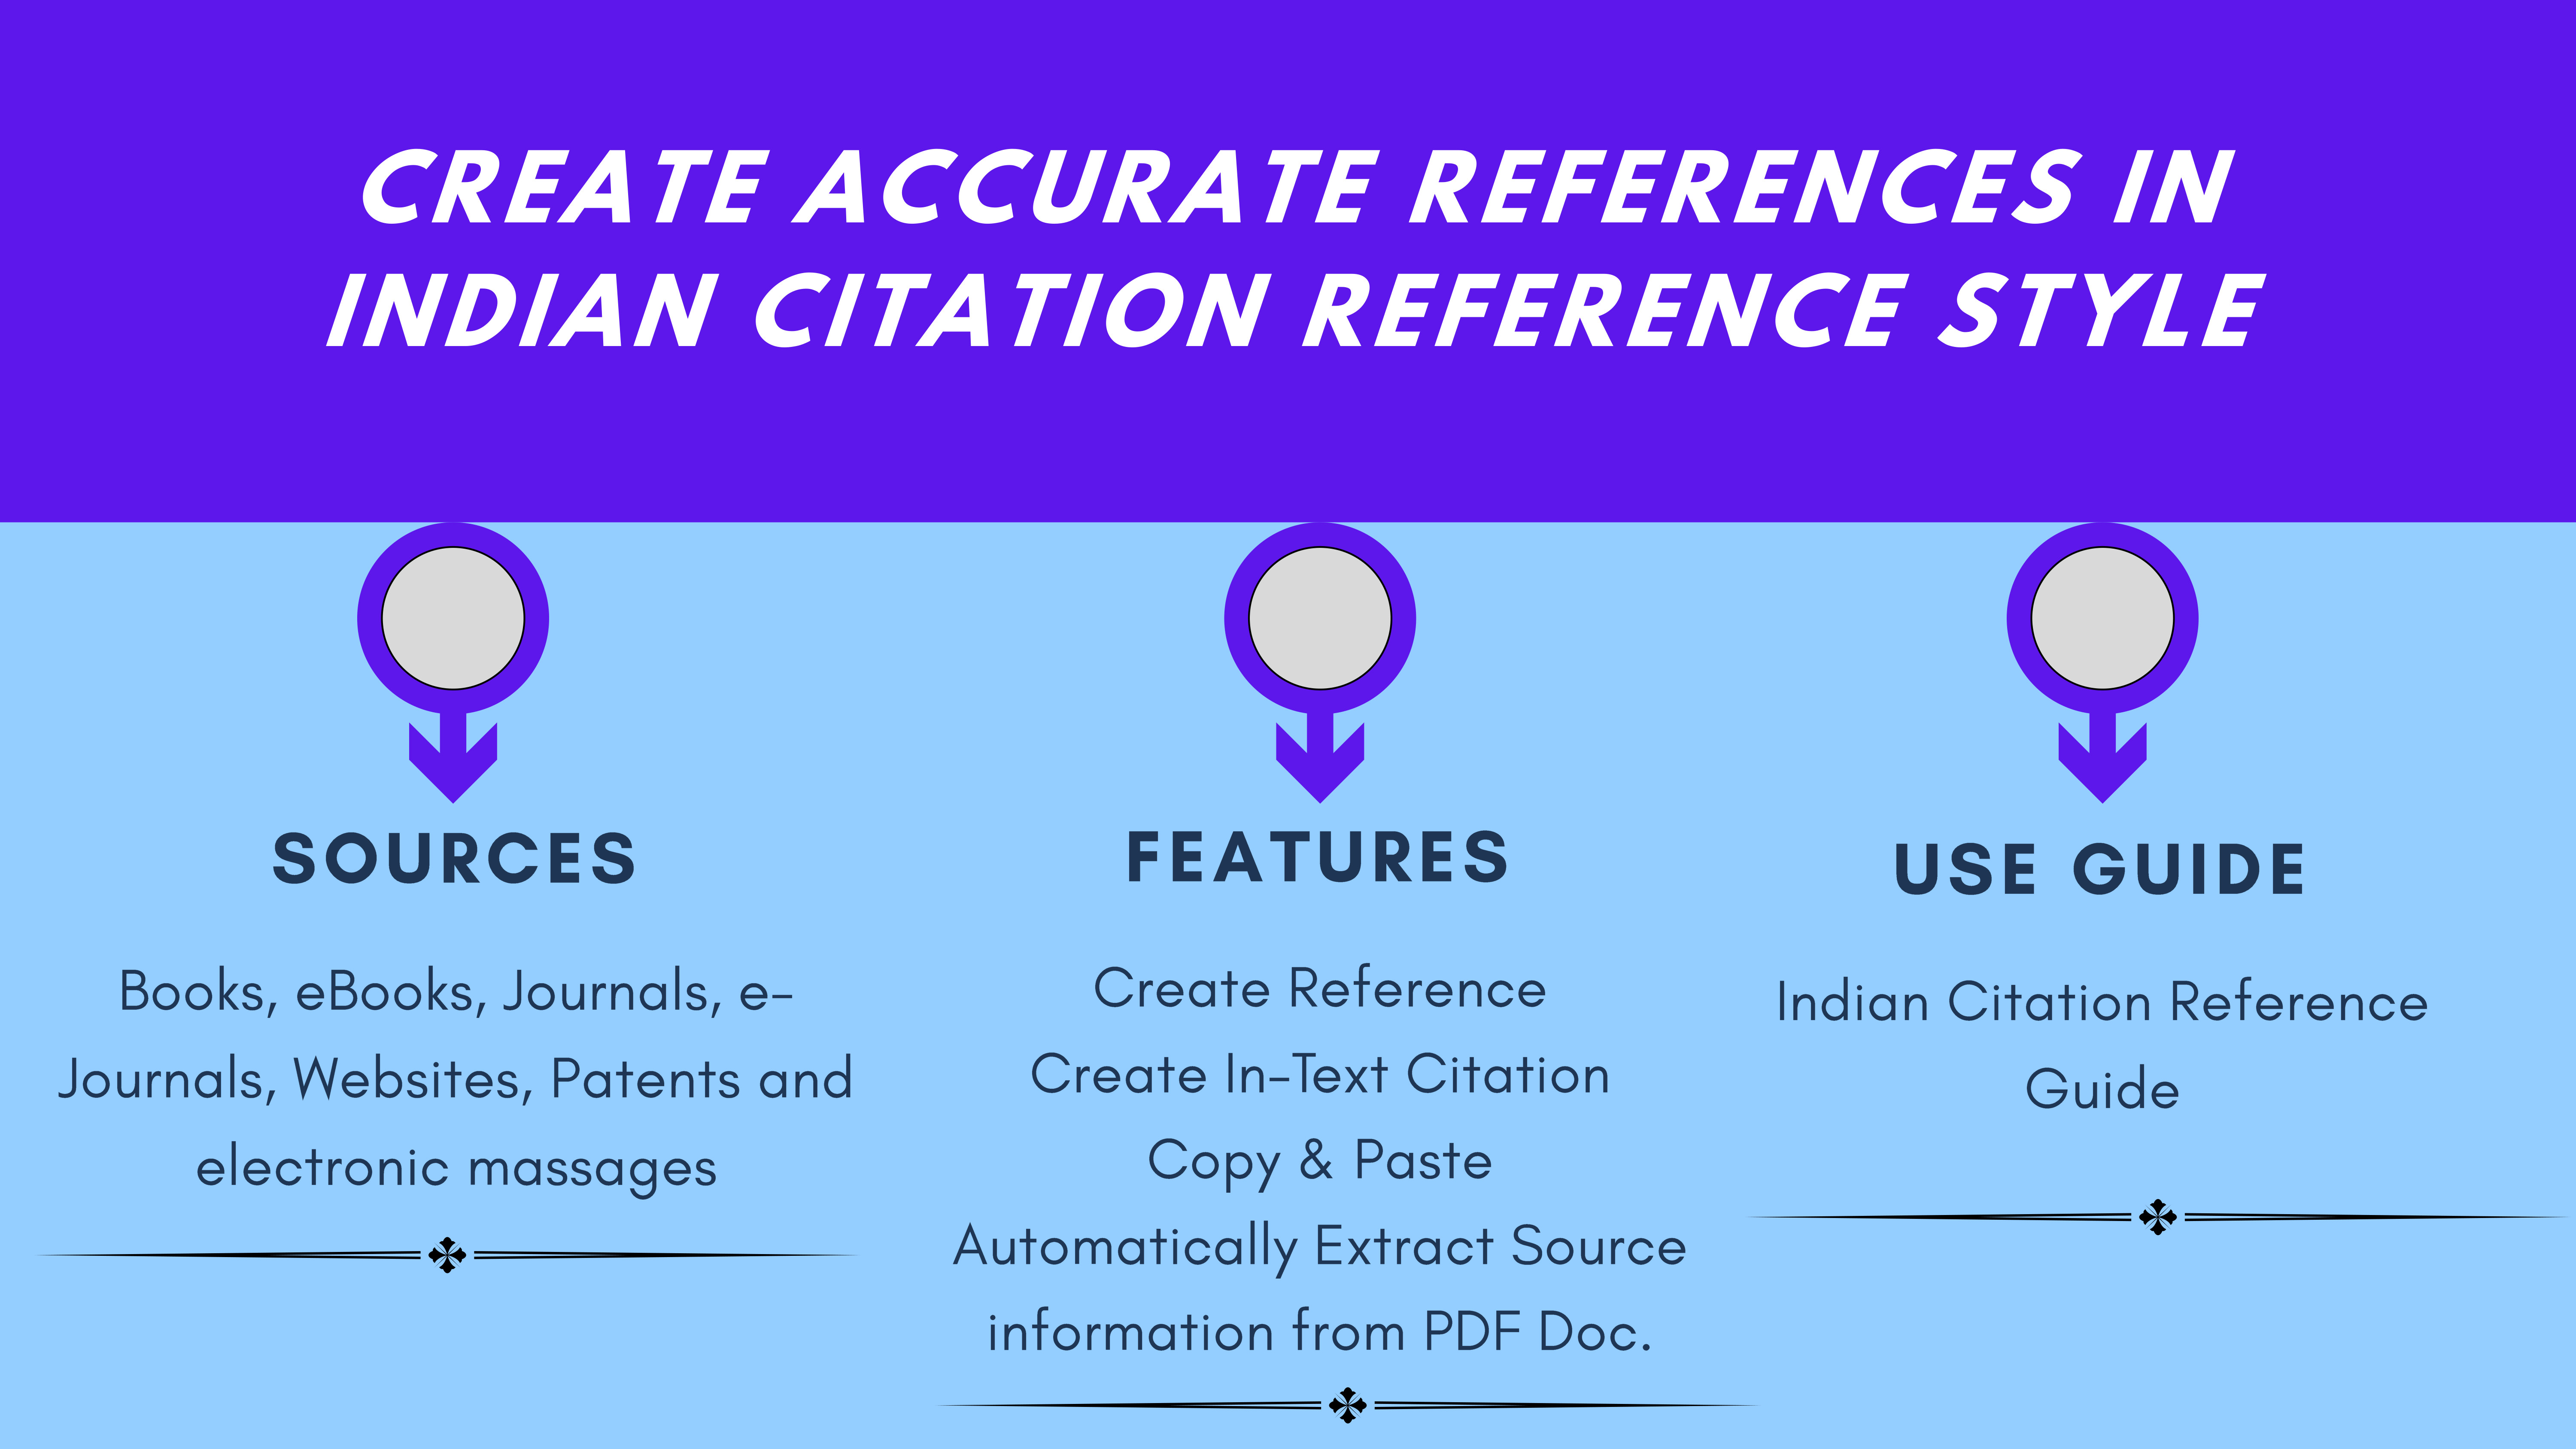 CREATE ACCURATE REFERENCES IN
INDIAN CITATION REFERENCE STYLE
SOURCES
Books, eBooks, Journals, e-
Journals, Websites, Patents and
electronic massages
FEATURES
Create Reference
Create In-Text Citation
Copy & Paste
Automatically Extract Source
information from PDF Doc.
USE GUIDE
Indian Citation Reference
Guide